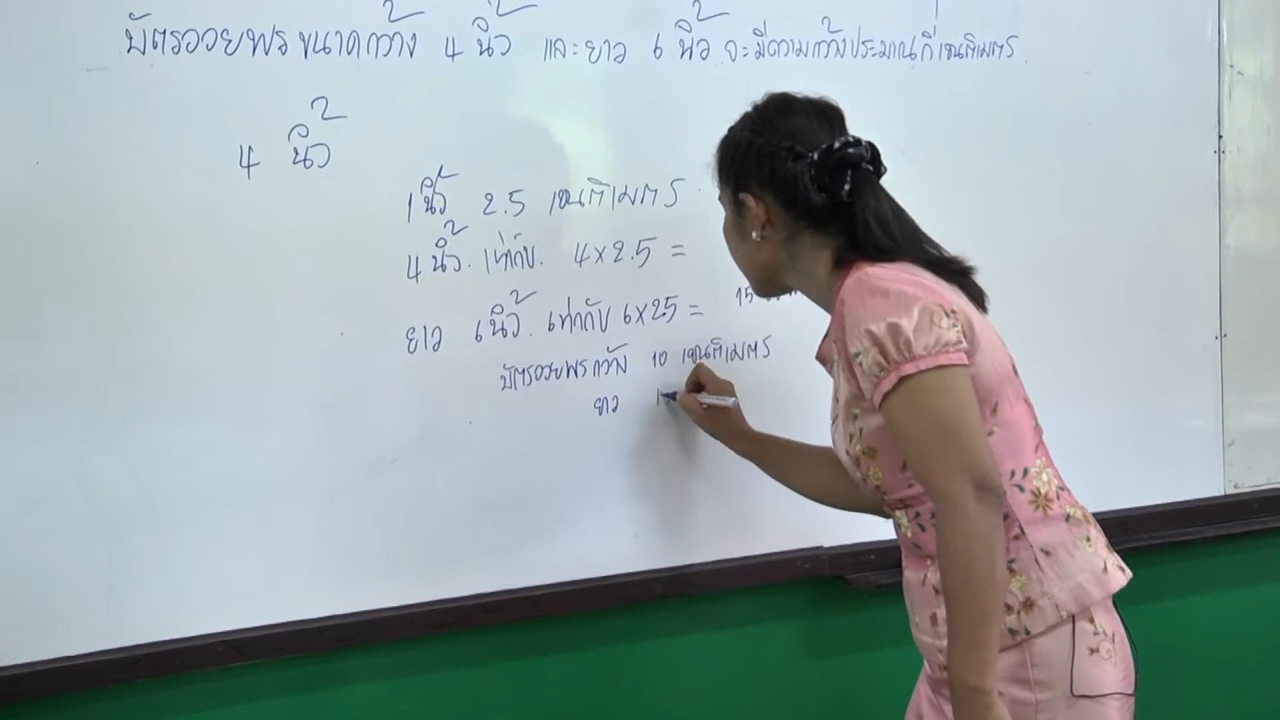 บัตรอวยพร ขนาดกว้าง 4 นิ้ว และยาว 6 นิ้ว จะมีความกว้างประมาณกี่เซนติเมตร
4 นิ้ว
1 นิ้ว 2.5 เซนติเมตร
4 นิ้ว. เท่ากับ. 4 × 2.5 =
ยาว 6 นิ้ว. เท่ากับ 6 × 2.5 = 15
บัตรอวยพรกว้าง 10 เซนติเมตร
ยาว